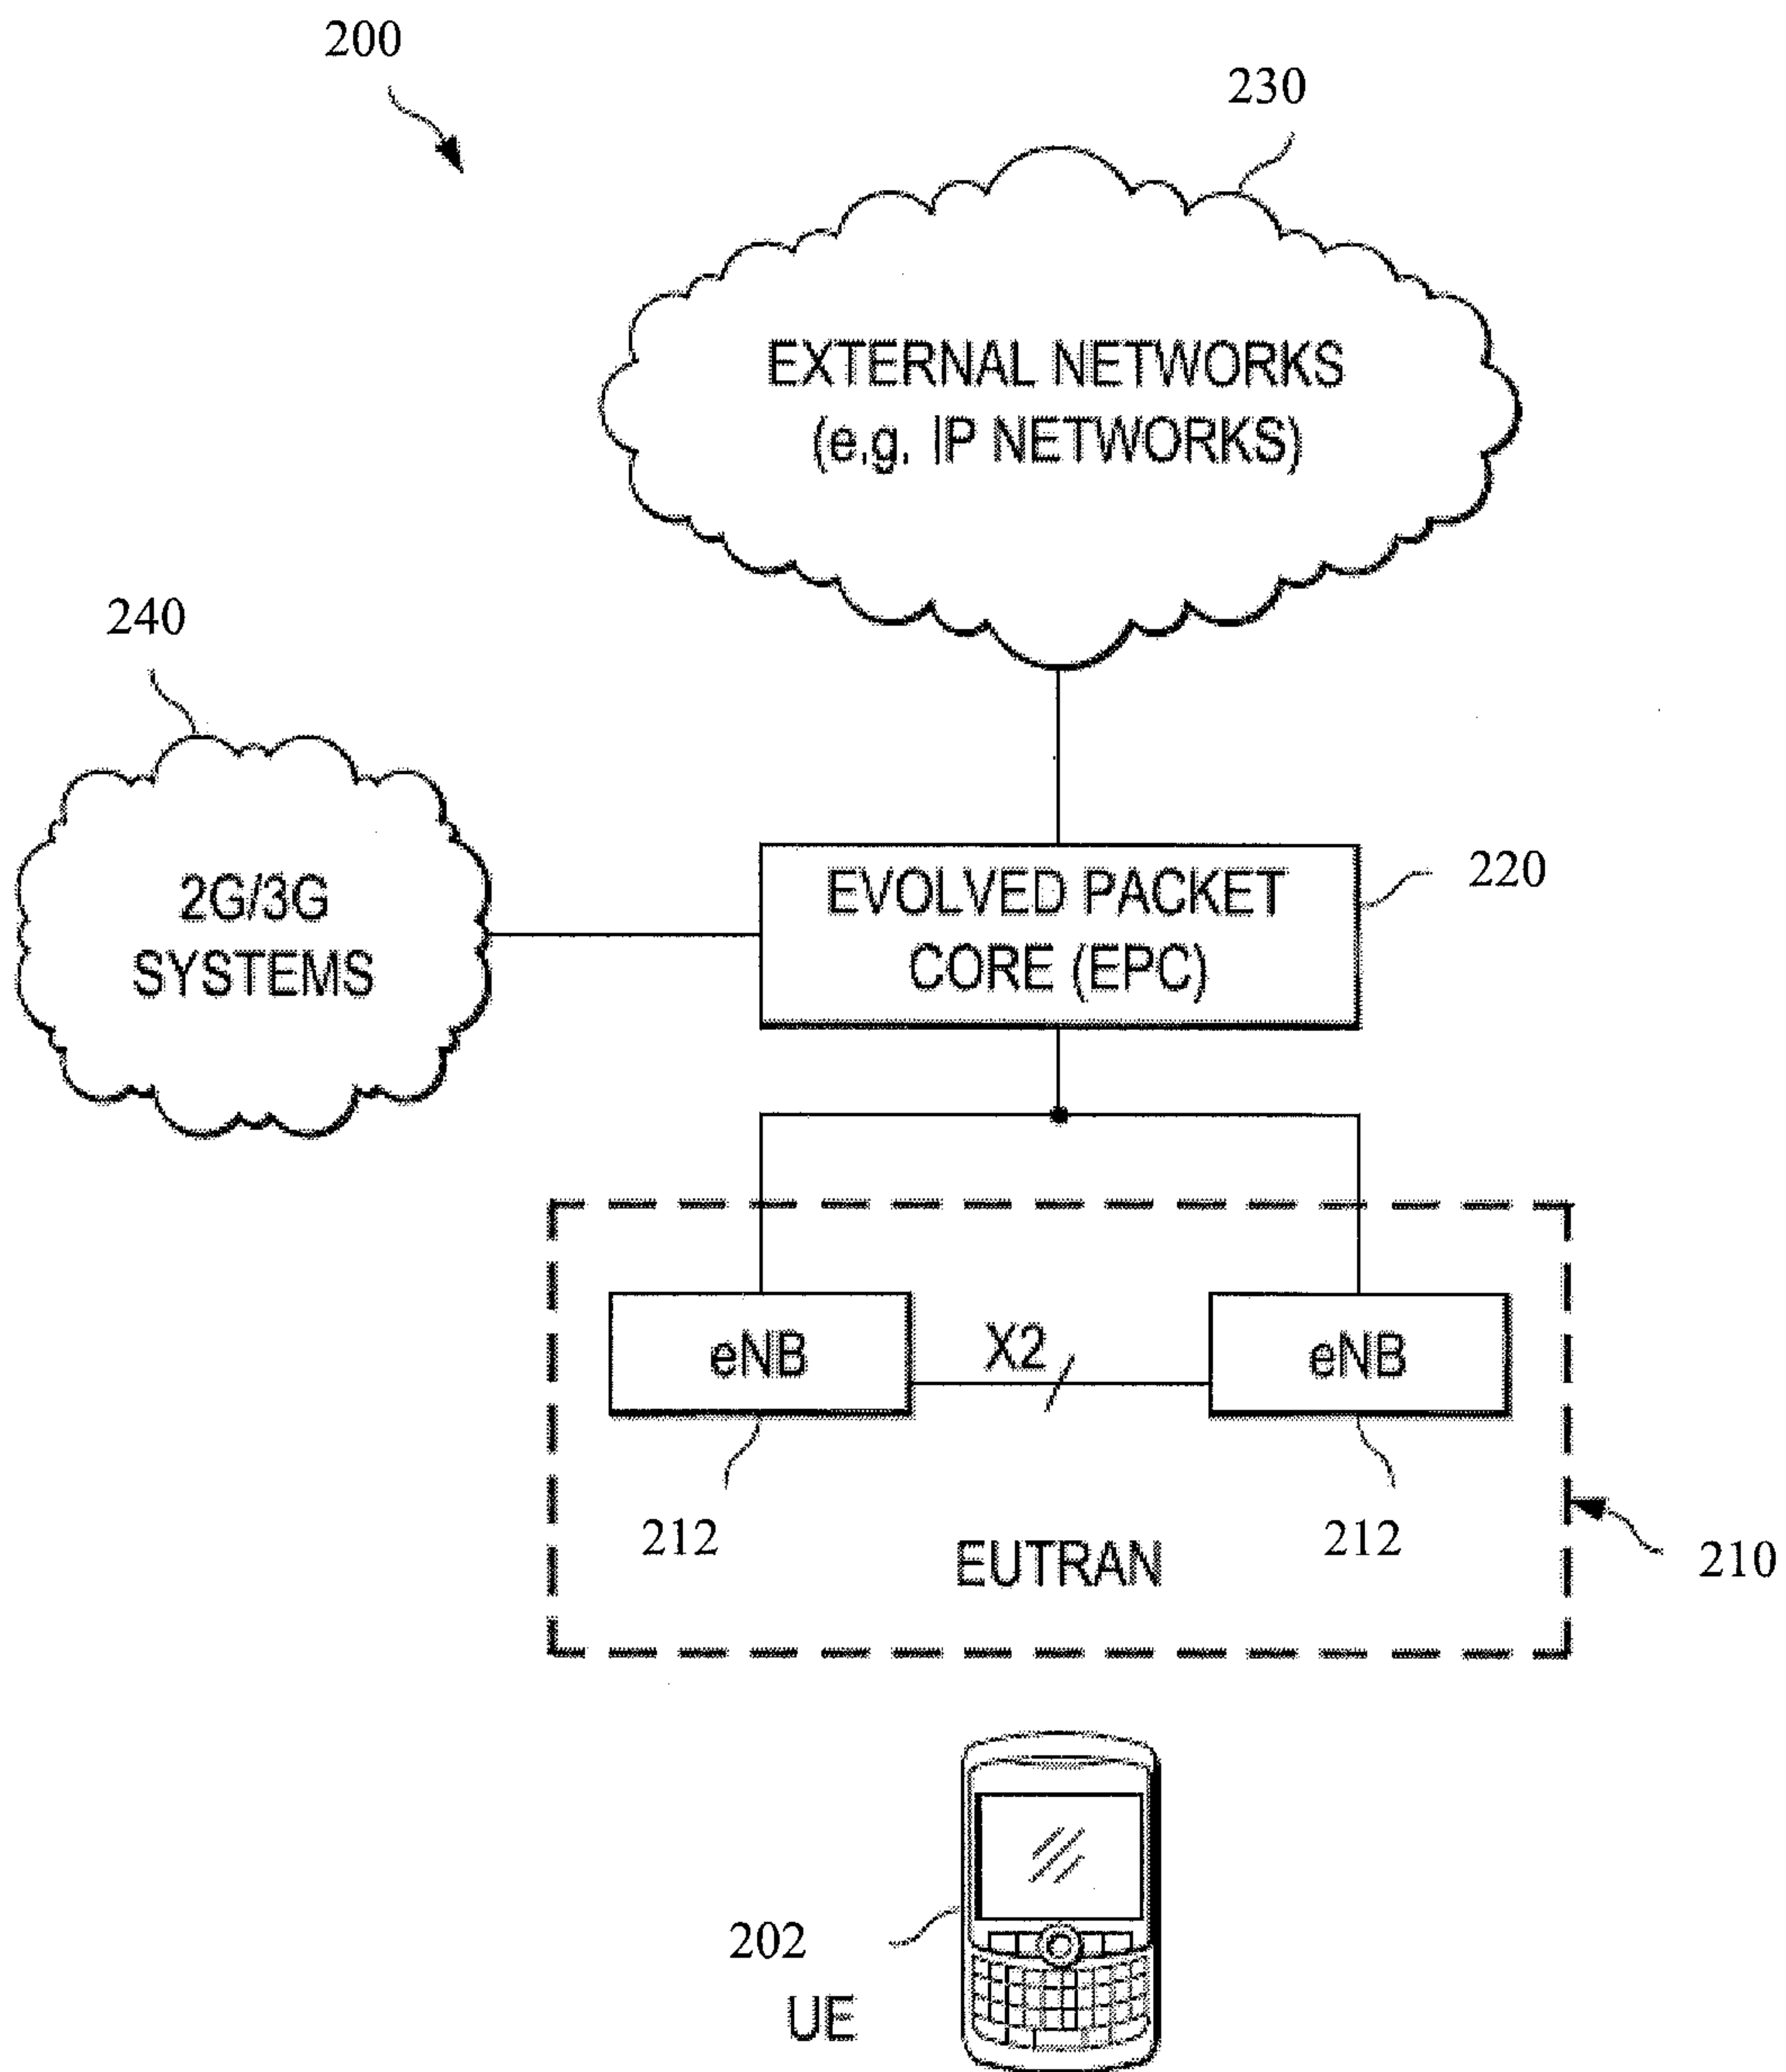 200
230
EXTERNAL NETWORKS
(e.g. IP NETWORKS)
240
2G/3G
SYSTEMS
EVOLVED PACKET
CORE (EPC)
220
eNB
X2
eNB
212
EUTRAN
212
210
202
UE